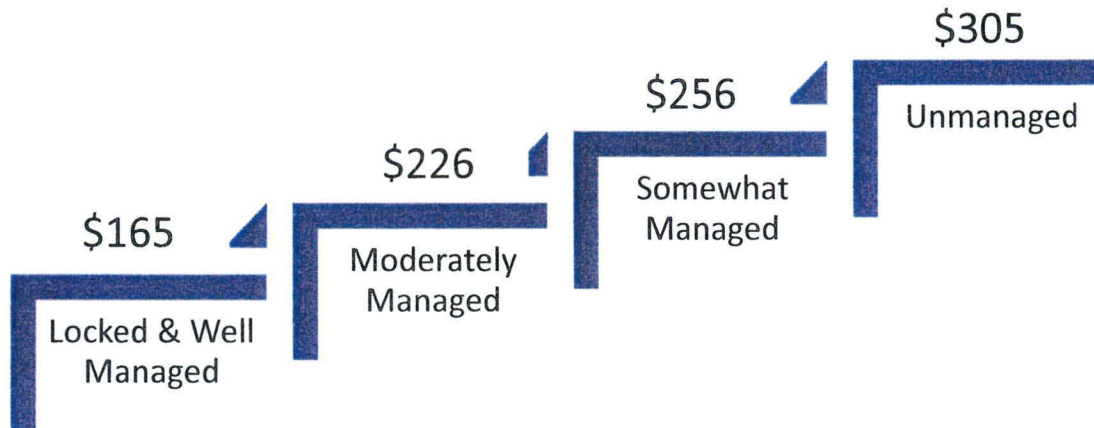 $165
Locked & Well
Managed
$226
Moderately
Managed
$256
Somewhat
Managed
$305
Unmanaged